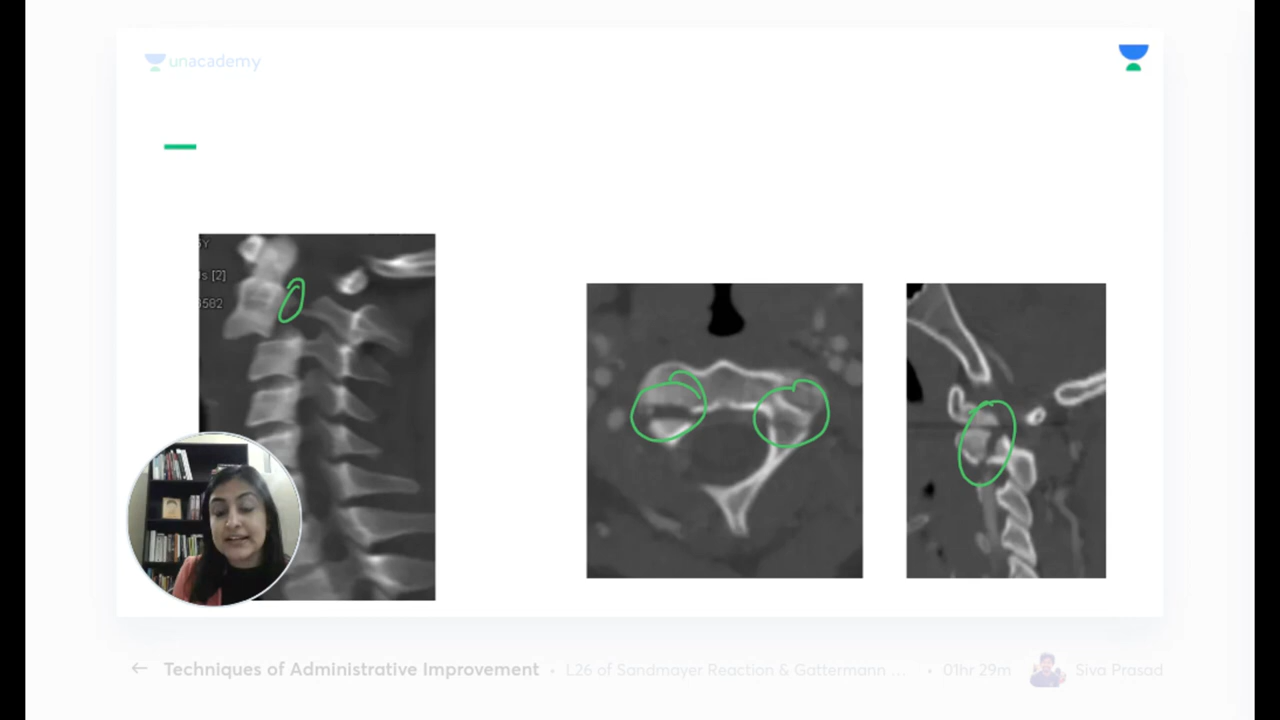 unacademy
5Y
s [2]
3582
Techniques of Administrative Improvement • L26 of Sandmayer Reaction & Gattermann ... • 01hr 29m Siva Prasad